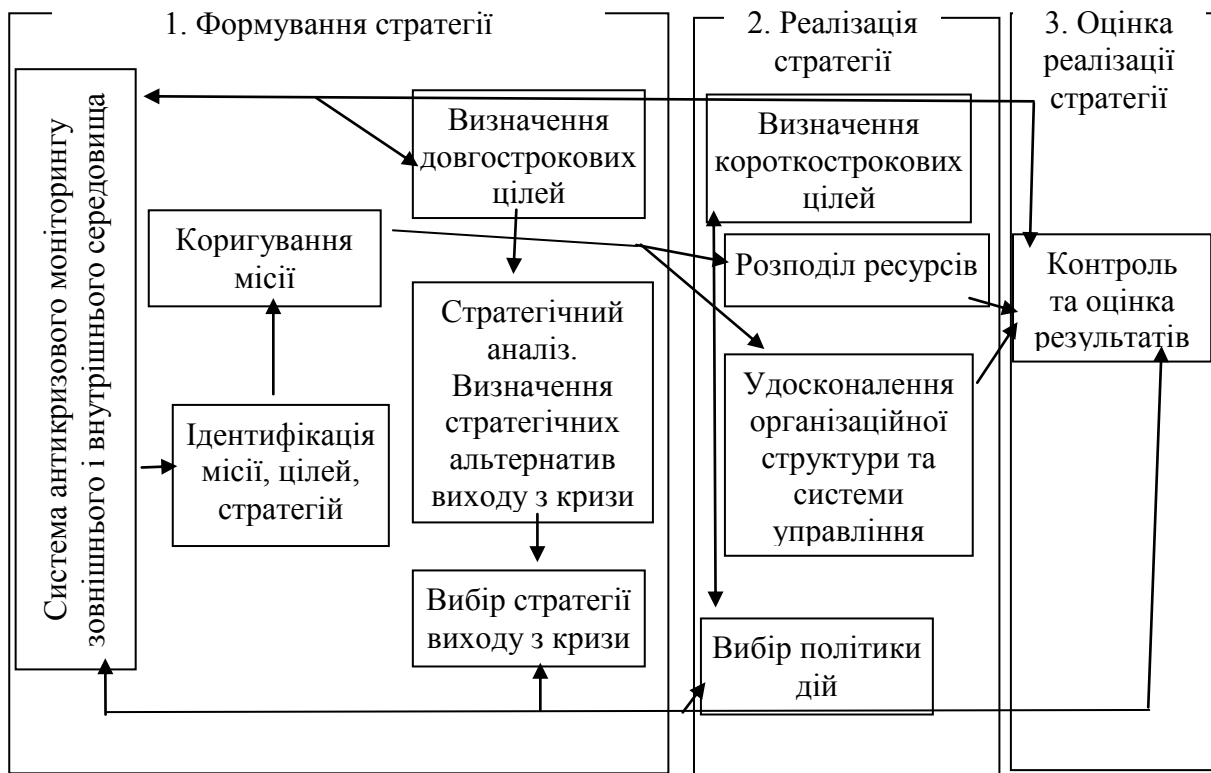 1. Формування стратегії
2. Реалізація
стратегії
3. Оцінка
реалізації
стратегії
Система антикризового моніторингу
зовнішнього і внутрішнього середовища
Визначення
довгострокових
цілей
Визначення
короткострокових
цілей
Коригування
місії
Розподіл ресурсів
Контроль
та оцінка
результатів
Стратегічний
аналіз.
Визначення
стратегічних
альтернатив
виходу з кризи
Удосконалення
організаційної
структури та
системи
управління
Ідентифікація
місії, цілей,
стратегій
Вибір стратегії
виходу з кризи
Вибір політики
дій